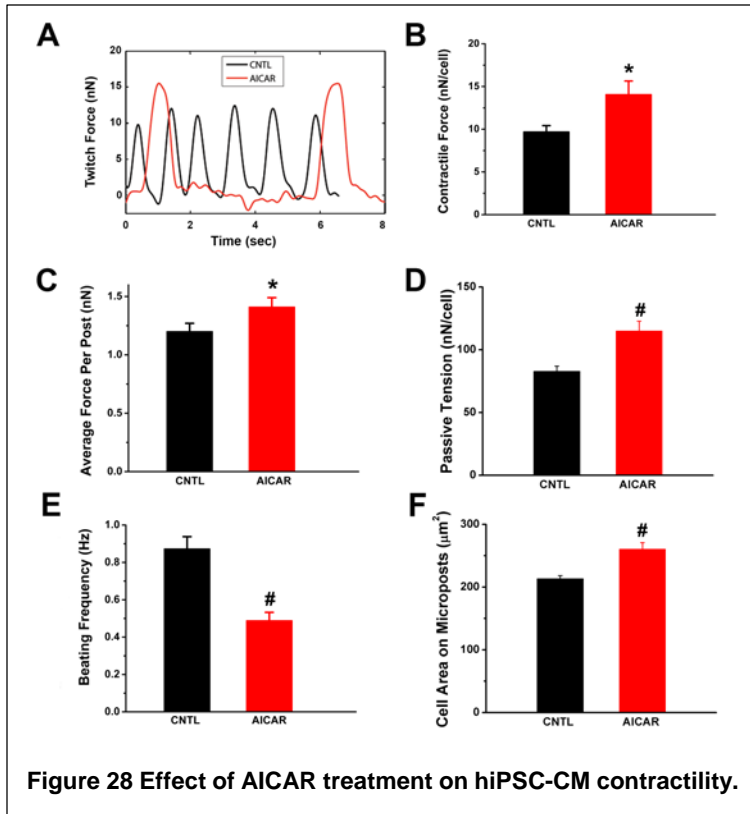 A
Twitch Force (nN)
20
15
10
5
0
CNTL
AICAR
0 2 4 6 8
Time (sec)
B
Contractile Force (nN/cell)
20
15
10
5
0
*
CNTL AICAR
C
Average Force Per Post (nN)
1.5
1.0
0.5
0.0
*
CNTL AICAR
D
Passive Tension (nN/cell)
150
100
50
0
#
CNTL AICAR
E
Beating Frequency (Hz)
1.0
0.8
0.6
0.4
0.2
0.0
#
CNTL AICAR
F
Cell Area on Microposts (μm²)
300
200
100
0
#
CNTL AICAR
Figure 28 Effect of AICAR treatment on hiPSC-CM contractility.